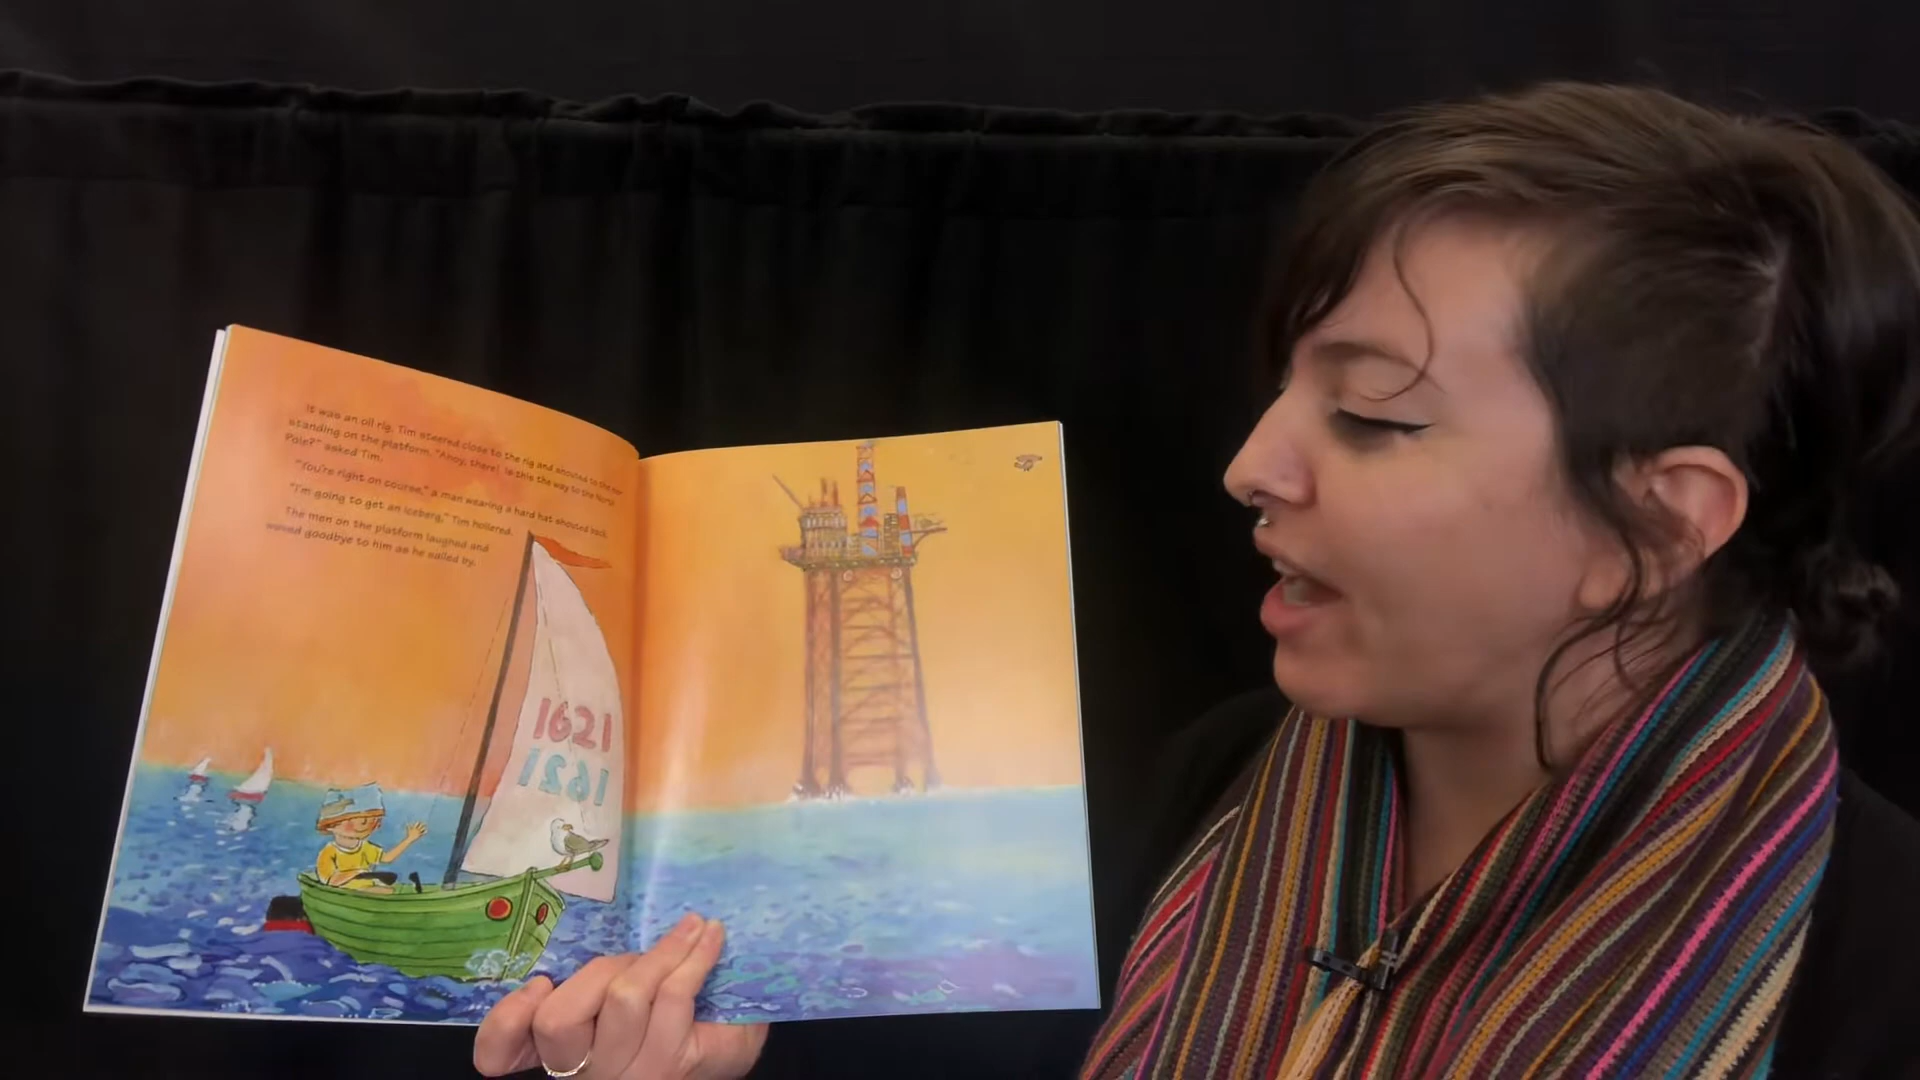 It was an oil rig. Tim steered close to the rig and shouted to the men
standing on the platform. "Ahoy, there! Is this the way to the North
Pole?" asked Tim.
"You're right on course," a man wearing a hard hat shouted back.
"I'm going to get an iceberg," Tim hollered.
The men on the platform laughed and
waved goodbye to him as he sailed by.
1621
1621